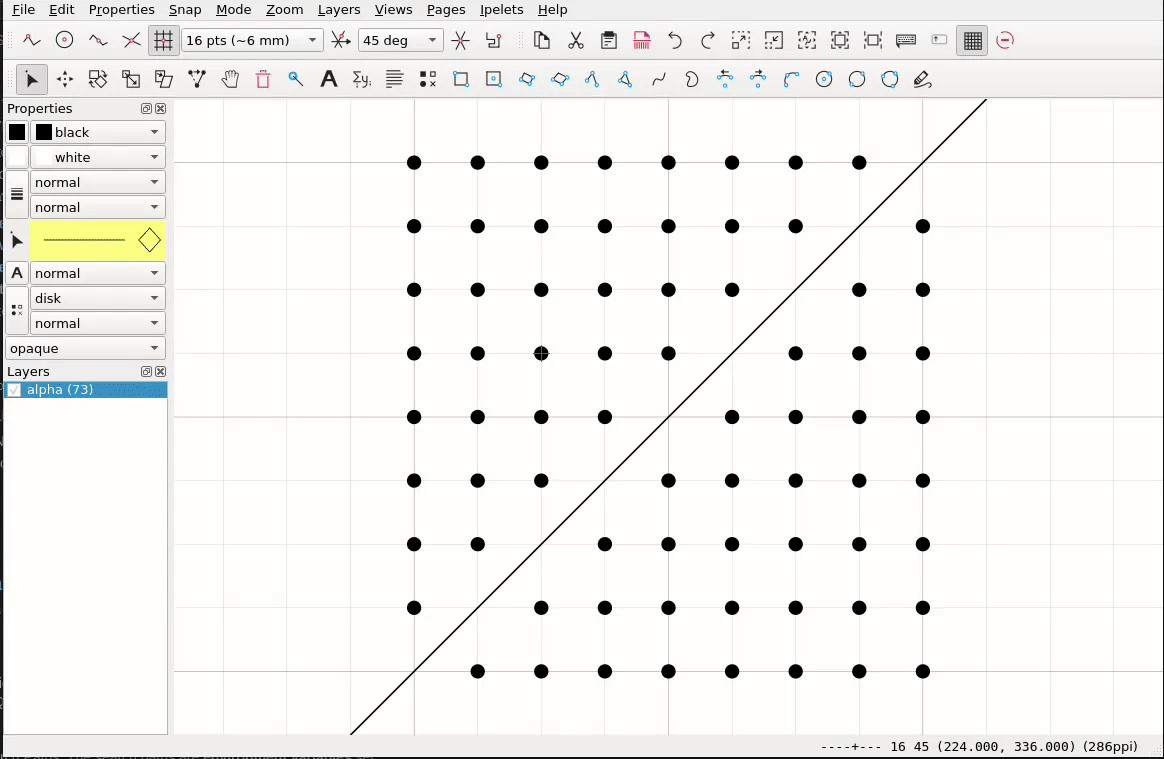 File Edit Properties Snap Mode Zoom Layers Views Pages Ipelets Help
16 pts (~6 mm) 45 deg
A Σy,
Properties
black
white
normal
normal
A normal
disk
normal
opaque
Layers
alpha (73)
----+--- 16 45 (224.000, 336.000) (286ppi)